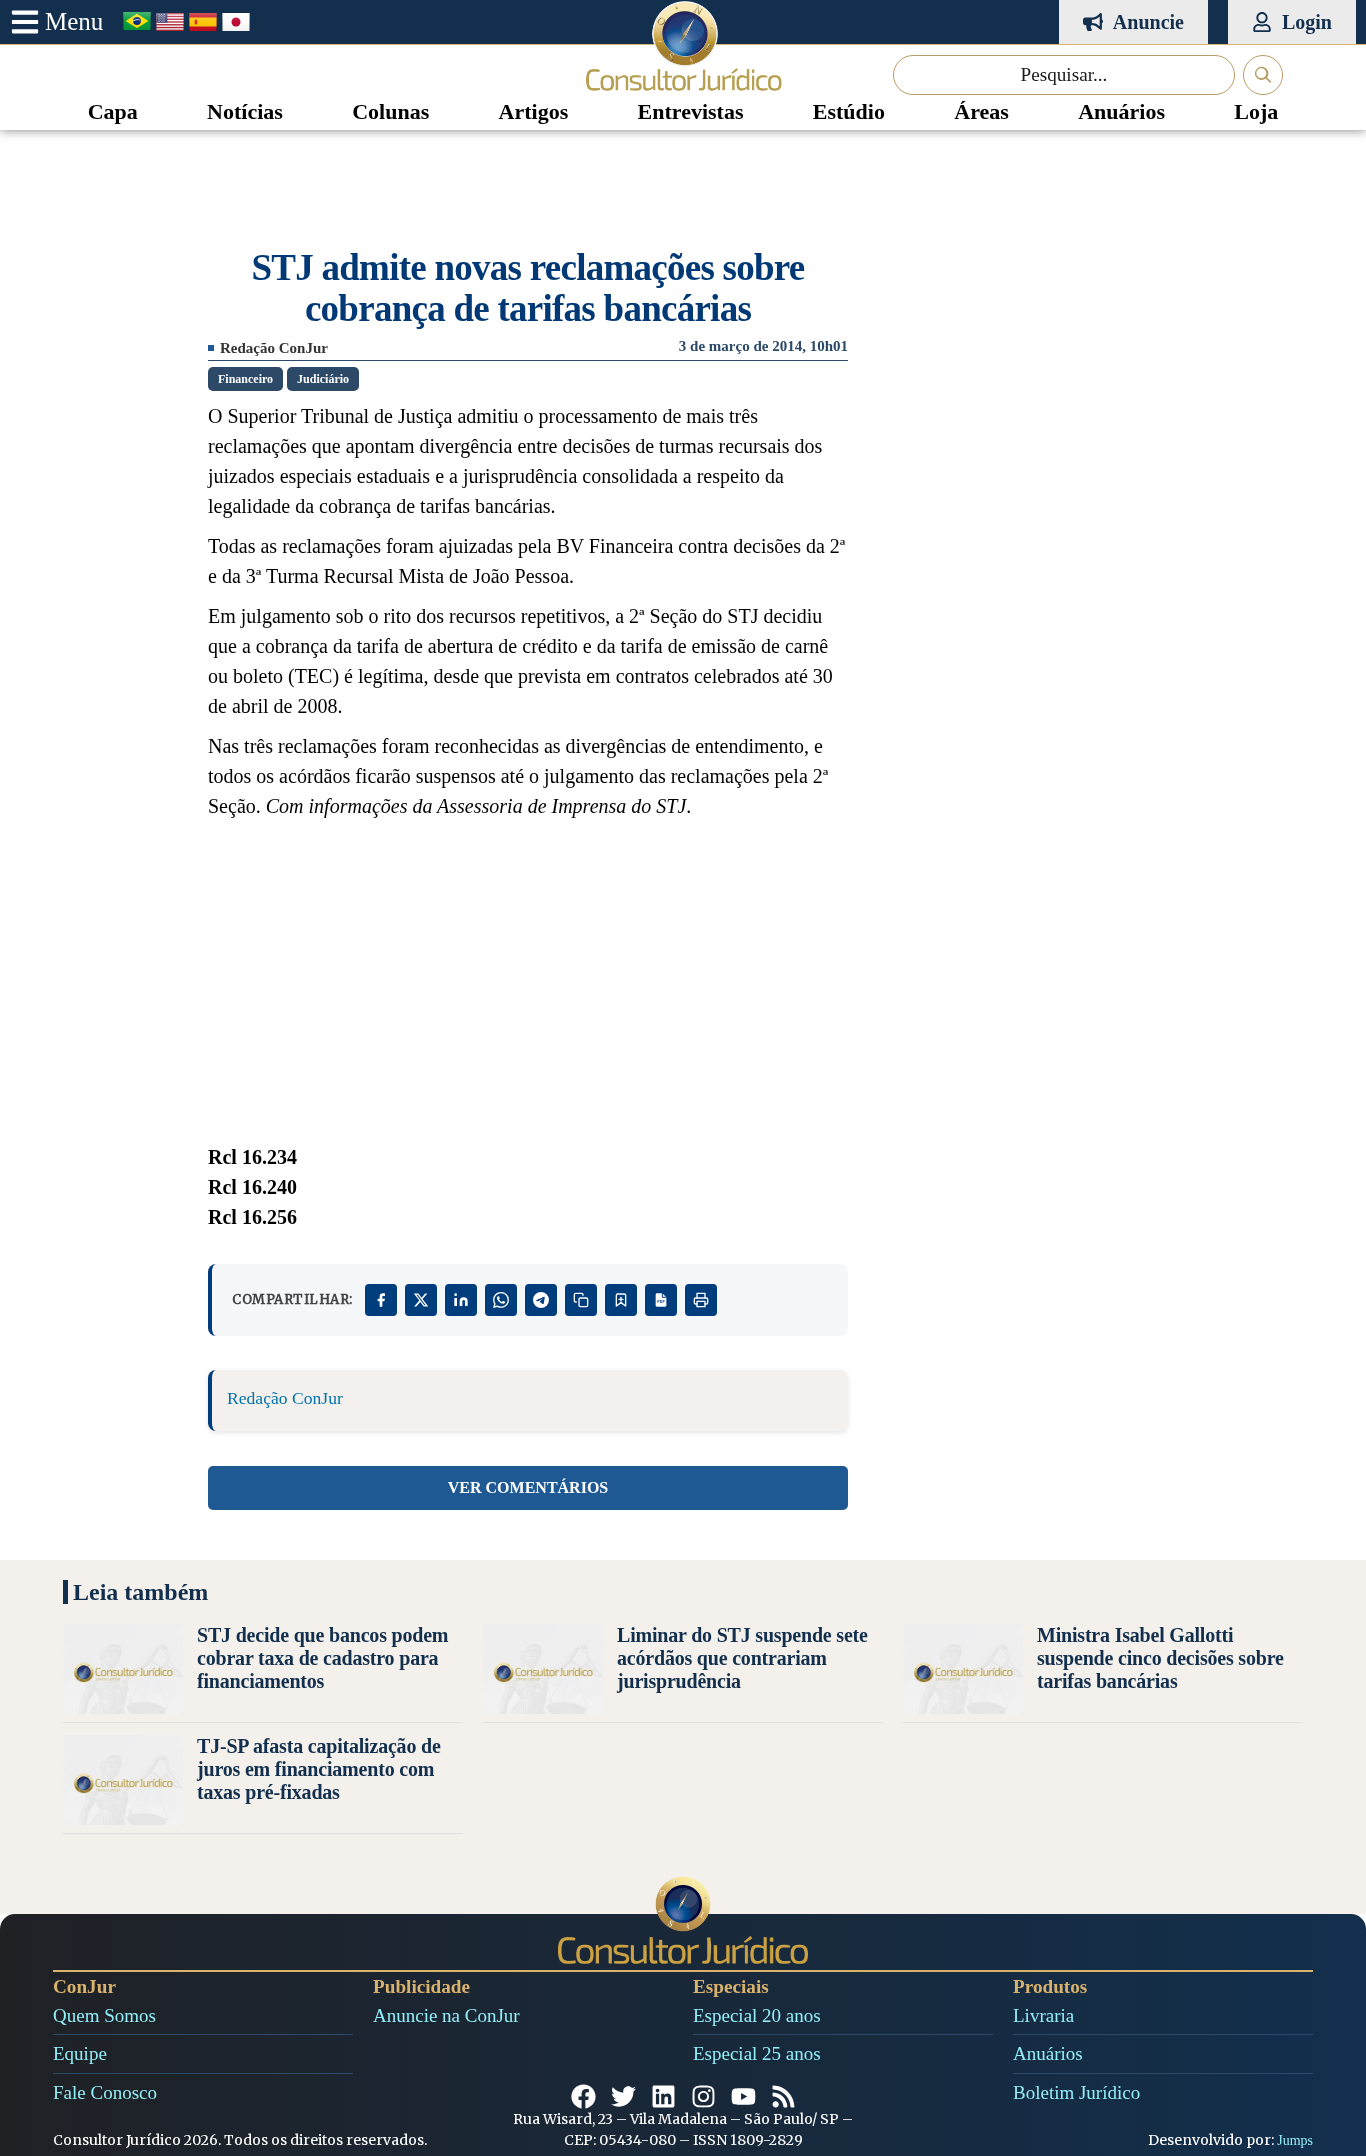 Menu
Anuncie
Login
Consultor Jurídico
Pesquisar...
Capa Notícias Colunas Artigos Entrevistas Estúdio Áreas Anuários Loja
STJ admite novas reclamações sobre
cobrança de tarifas bancárias
Redação ConJur
3 de março de 2014, 10h01
Financeiro Judiciário
O Superior Tribunal de Justiça admitiu o processamento de mais três
reclamações que apontam divergência entre decisões de turmas recursais dos
juizados especiais estaduais e a jurisprudência consolidada a respeito da
legalidade da cobrança de tarifas bancárias.
Todas as reclamações foram ajuizadas pela BV Financeira contra decisões da 2ª
e da 3ª Turma Recursal Mista de João Pessoa.
Em julgamento sob o rito dos recursos repetitivos, a 2ª Seção do STJ decidiu
que a cobrança da tarifa de abertura de crédito e da tarifa de emissão de carnê
ou boleto (TEC) é legítima, desde que prevista em contratos celebrados até 30
de abril de 2008.
Nas três reclamações foram reconhecidas as divergências de entendimento, e
todos os acórdãos ficarão suspensos até o julgamento das reclamações pela 2ª
Seção. Com informações da Assessoria de Imprensa do STJ.
Rcl 16.234
Rcl 16.240
Rcl 16.256
COMPARTILHAR:
Redação ConJur
VER COMENTÁRIOS
Leia também
Consultor Jurídico
STJ decide que bancos podem
cobrar taxa de cadastro para
financiamentos
Consultor Jurídico
Liminar do STJ suspende sete
acórdãos que contrariam
jurisprudência
Consultor Jurídico
Ministra Isabel Gallotti
suspende cinco decisões sobre
tarifas bancárias
Consultor Jurídico
TJ-SP afasta capitalização de
juros em financiamento com
taxas pré-fixadas
Consultor Jurídico
ConJur
Quem Somos
Equipe
Fale Conosco
Publicidade
Anuncie na ConJur
Especiais
Especial 20 anos
Especial 25 anos
Produtos
Livraria
Anuários
Boletim Jurídico
Consultor Jurídico 2026. Todos os direitos reservados.
Rua Wisard, 23 – Vila Madalena – São Paulo/ SP –
CEP: 05434-080 – ISSN 1809-2829
Desenvolvido por: Jumps